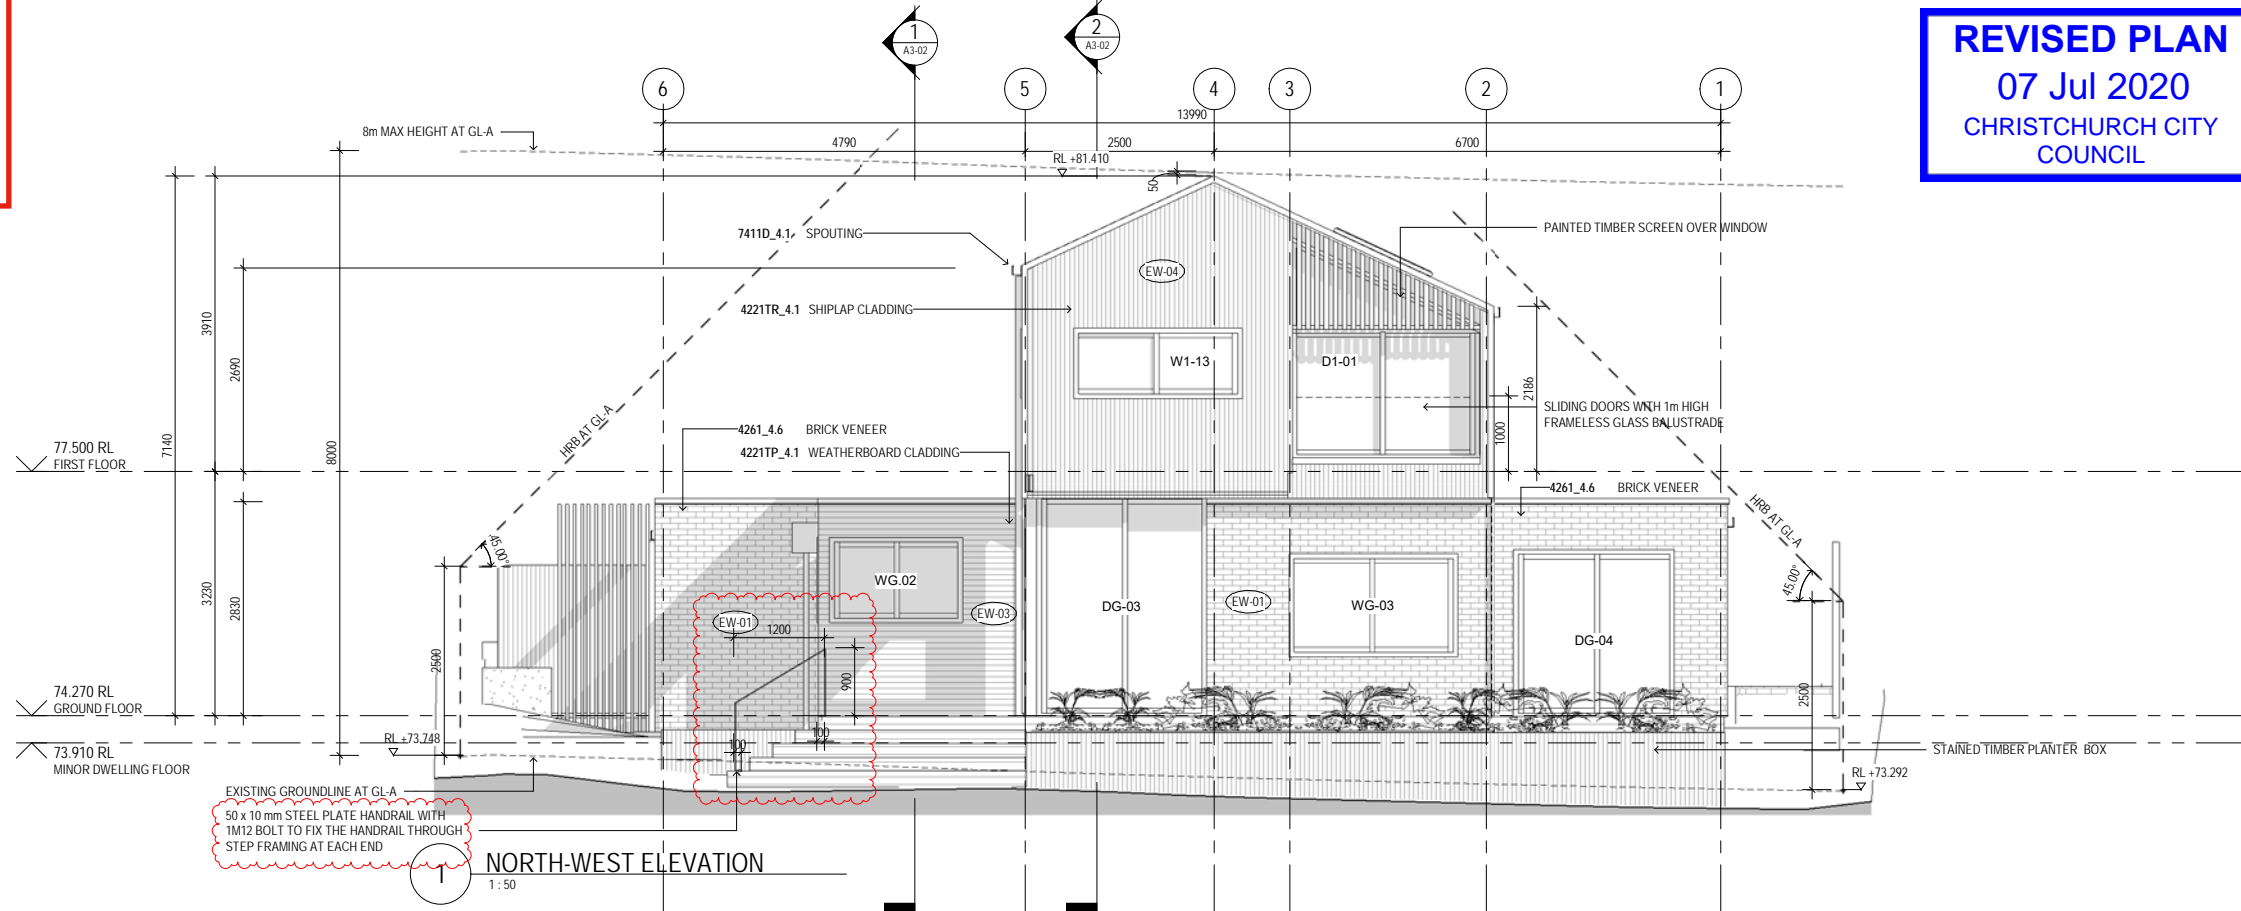 REVISED PLAN
07 Jul 2020
CHRISTCHURCH CITY
COUNCIL
1
A3-02
2
A3-02
6
5
4
3
2
1
13990
4790
2500
6700
8m MAX HEIGHT AT GL-A
RL +81.410
50
7411D_4.1 SPOUTING
PAINTED TIMBER SCREEN OVER WINDOW
EW-04
4221TR_4.1 SHIPLAP CLADDING
W1-13
D1-01
7140
3910
2690
8000
2186
1000
SLIDING DOORS WITH 1m HIGH
FRAMELESS GLASS BALUSTRADE
HRB AT GL-A
4261_4.6 BRICK VENEER
4221TP_4.1 WEATHERBOARD CLADDING
77.500 RL
FIRST FLOOR
4261_4.6 BRICK VENEER
HRB AT GL-A
45.00°
45.00°
3230
2830
2500
2500
WG.02
EW-03
EW-01
1200
900
100
100
DG-03
EW-01
WG-03
DG-04
74.270 RL
GROUND FLOOR
73.910 RL
MINOR DWELLING FLOOR
RL +73.748
STAINED TIMBER PLANTER BOX
RL +73.292
EXISTING GROUNDLINE AT GL-A
50 x 10 mm STEEL PLATE HANDRAIL WITH
1M12 BOLT TO FIX THE HANDRAIL THROUGH
STEP FRAMING AT EACH END
1
NORTH-WEST ELEVATION
1 : 50